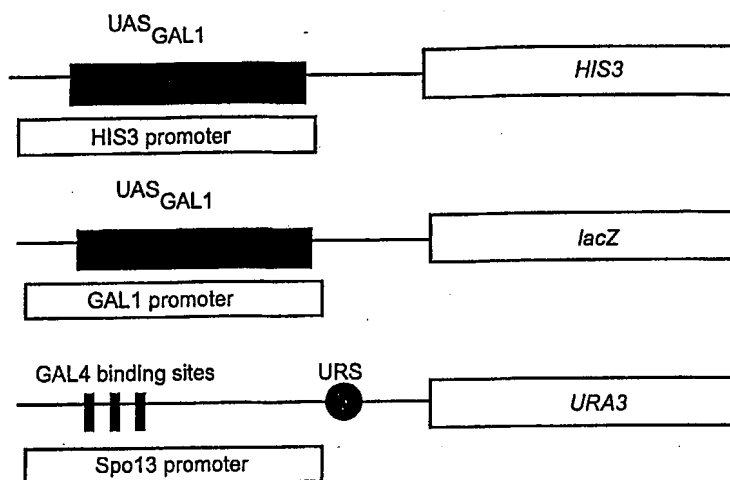 UAS GAL1
HIS3
HIS3 promoter
UAS GAL1
lacZ
GAL1 promoter
GAL4 binding sites
URS
URA3
Spo13 promoter